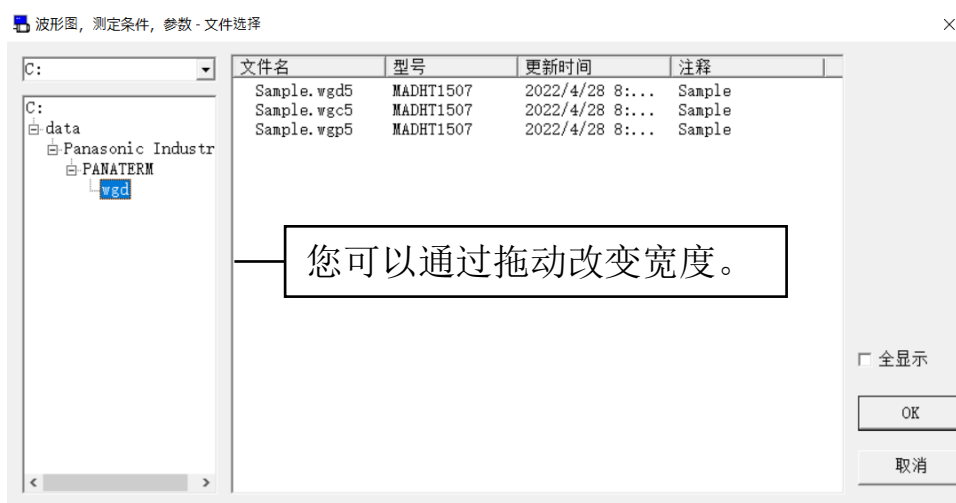 波形图，测定条件，参数 - 文件选择
C:
C:
data
Panasonic Industr
PANATERM
wgd
文件名 型号 更新时间 注释
Sample.wgd5 MADHT1507 2022/4/28 8:... Sample
Sample.wgc5 MADHT1507 2022/4/28 8:... Sample
Sample.wgp5 MADHT1507 2022/4/28 8:... Sample
您可以通过拖动改变宽度。
全显示
OK
取消